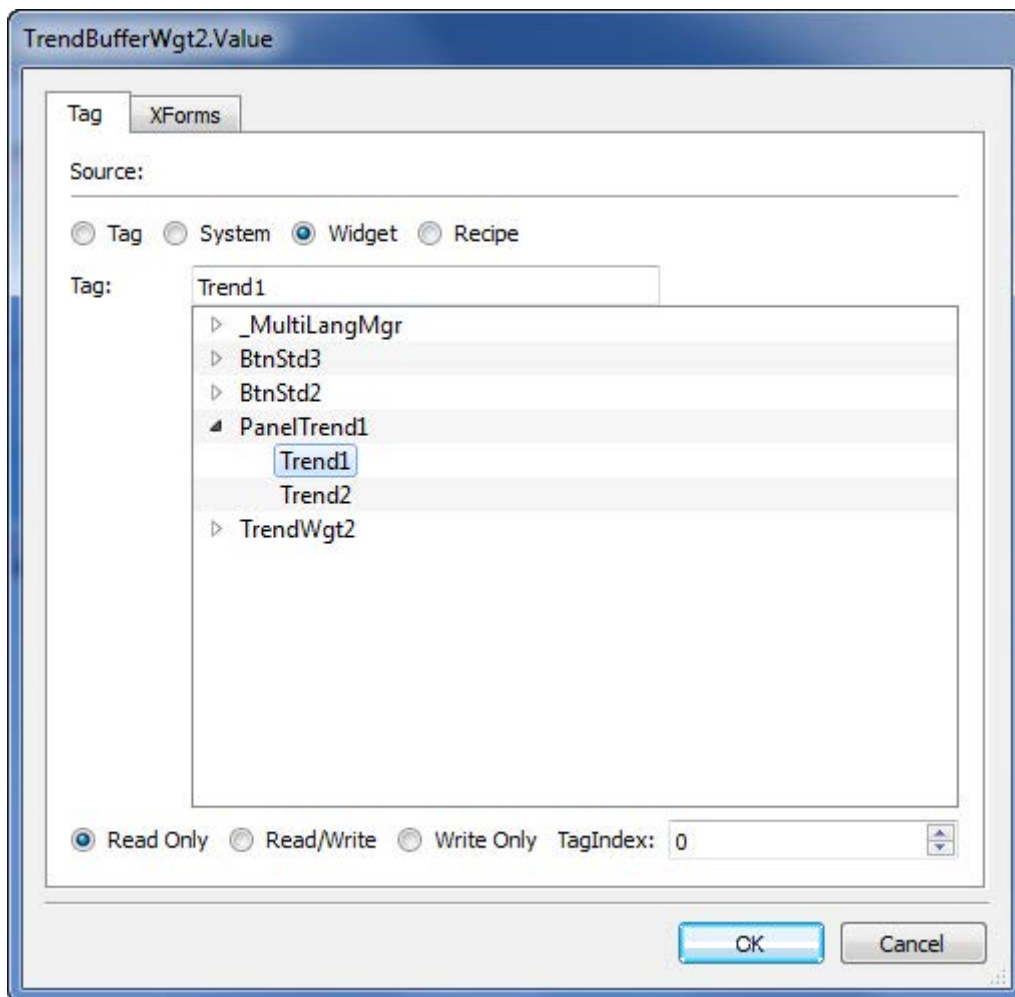 TrendBufferWgt2.Value
Tag XForms
Source:
Tag System Widget Recipe
Tag: Trend1
_MultiLangMgr
BtnStd3
BtnStd2
PanelTrend1
Trend1
Trend2
TrendWgt2
Read Only Read/Write Write Only TagIndex: 0
OK Cancel